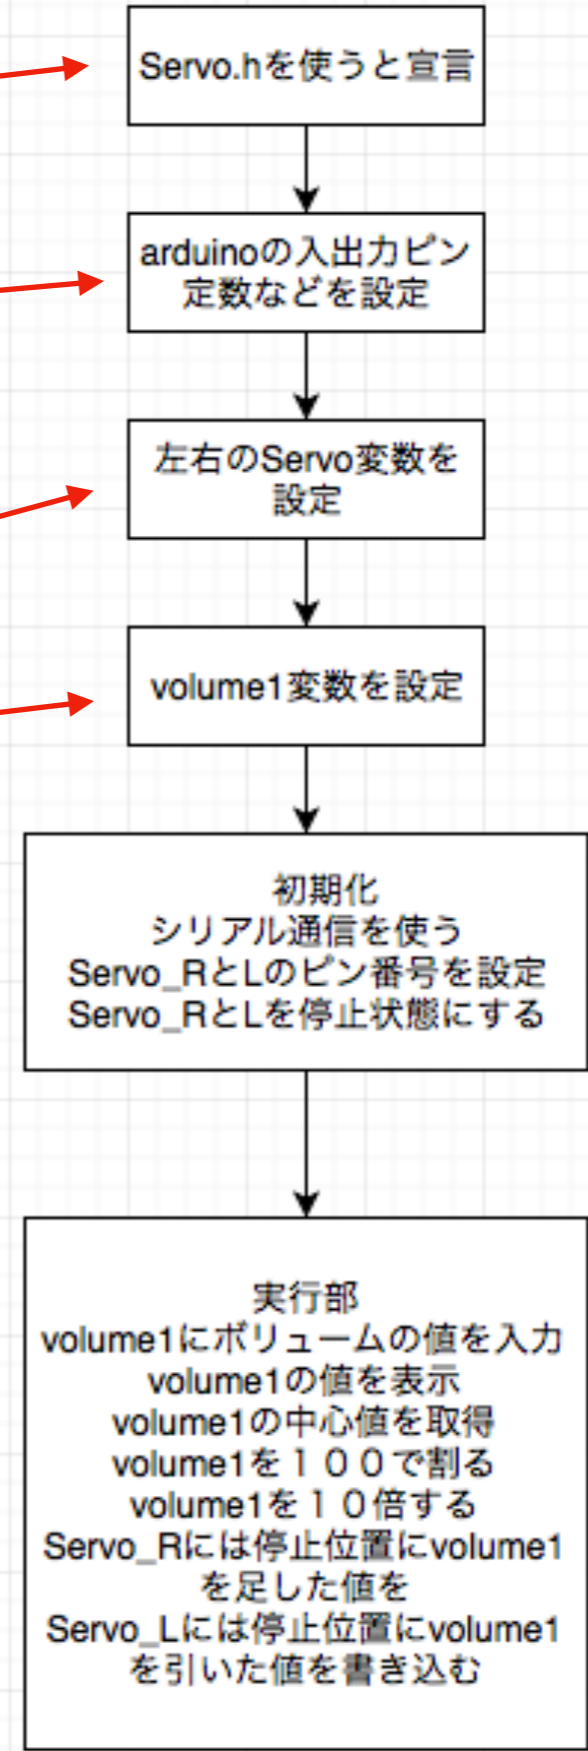 Servo.hを使うと宣言
arduinoの入出力ピン
定数などを設定
左右のServo変数を
設定
volume1変数を設定
初期化
シリアル通信を使う
Servo_RとLのピン番号を設定
Servo_RとLを停止状態にする
実行部
volume1にボリュームの値を入力
volume1の値を表示
volume1の中心値を取得
volume1を１００で割る
volume1を１０倍する
Servo_Rには停止位置にvolume1
を足した値を
Servo_Lには停止位置にvolume1
を引いた値を書き込む